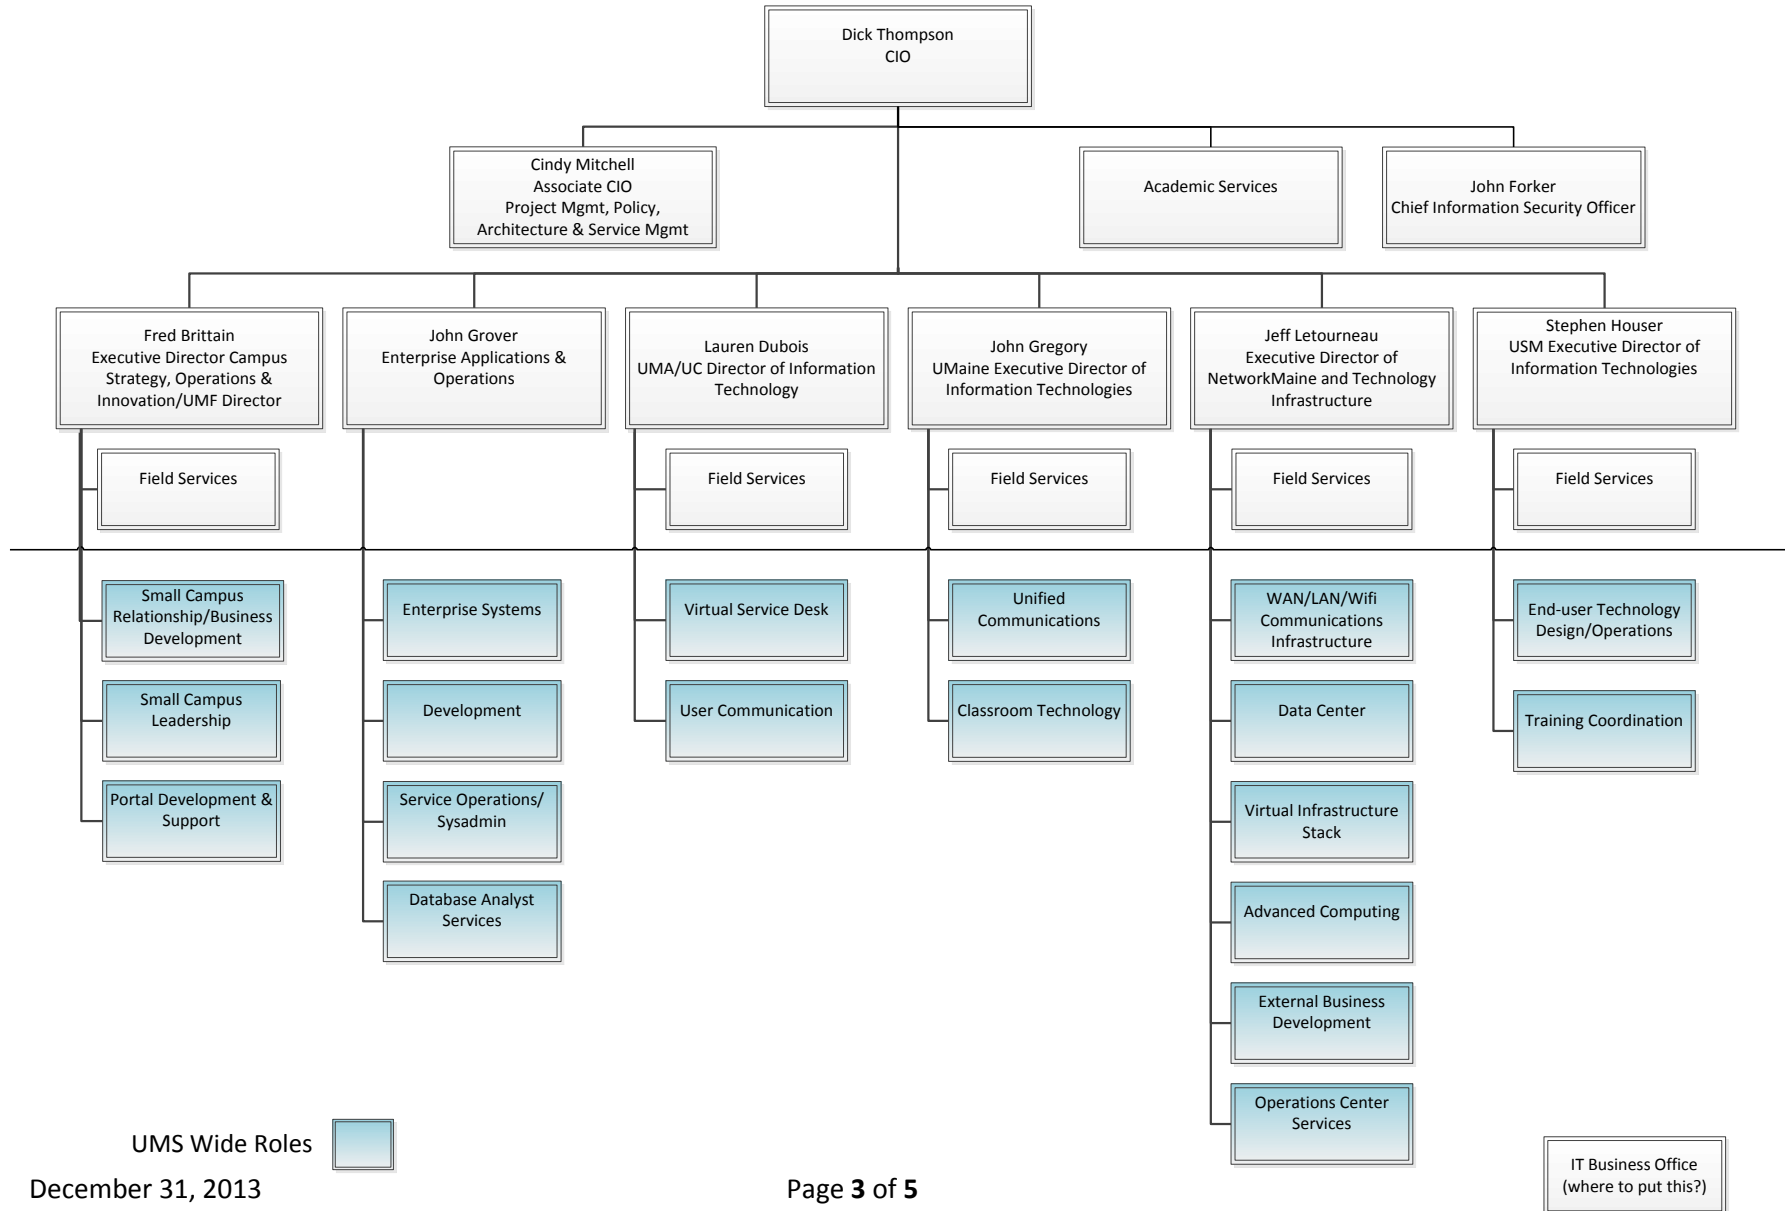 Dick Thompson
CIO
Cindy Mitchell
Associate CIO
Project Mgmt, Policy,
Architecture & Service Mgmt
Academic Services
John Forker
Chief Information Security Officer
Fred Brittain
Executive Director Campus
Strategy, Operations &
Innovation/UMF Director
John Grover
Enterprise Applications &
Operations
Lauren Dubois
UMA/UC Director of Information
Technology
John Gregory
UMaine Executive Director of
Information Technologies
Jeff Letourneau
Executive Director of
NetworkMaine and Technology
Infrastructure
Stephen Houser
USM Executive Director of
Information Technologies
Field Services
Field Services
Field Services
Field Services
Field Services
Small Campus
Relationship/Business
Development
Enterprise Systems
Virtual Service Desk
Unified
Communications
WAN/LAN/Wifi
Communications
Infrastructure
End-user Technology
Design/Operations
Small Campus
Leadership
Development
User Communication
Classroom Technology
Data Center
Training Coordination
Portal Development &
Support
Service Operations/
Sysadmin
Virtual Infrastructure
Stack
Database Analyst
Services
Advanced Computing
External Business
Development
Operations Center
Services
UMS Wide Roles
IT Business Office
(where to put this?)
December 31, 2013
Page 3 of 5